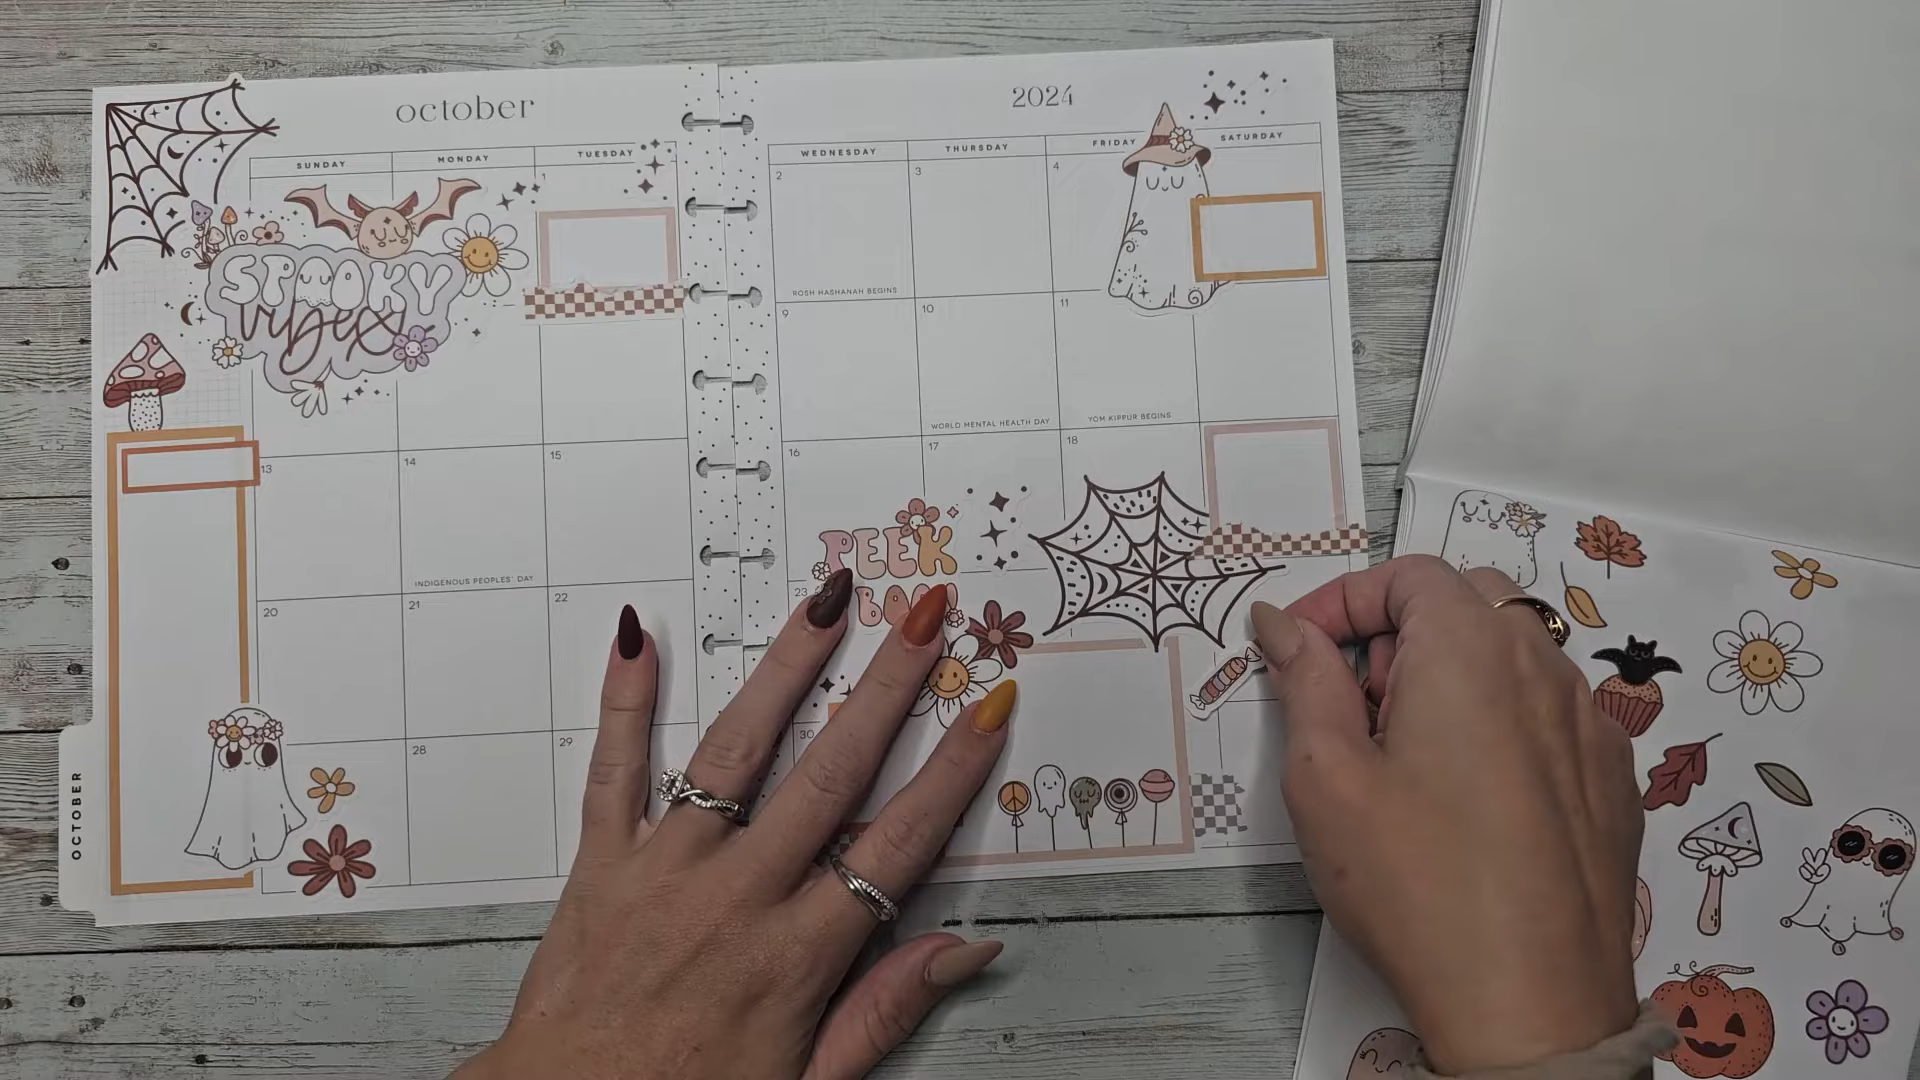 october
2024
SUNDAY MONDAY TUESDAY WEDNESDAY THURSDAY FRIDAY SATURDAY
1 2 3 4
ROSH HASHANAH BEGINS
SPOOKY
vibes
9 10 11
WORLD MENTAL HEALTH DAY YOM KIPPUR BEGINS
13 14 15 16 17 18
INDIGENOUS PEOPLES' DAY
PEEK
BOO!
20 21 22 23
28 29 30
OCTOBER